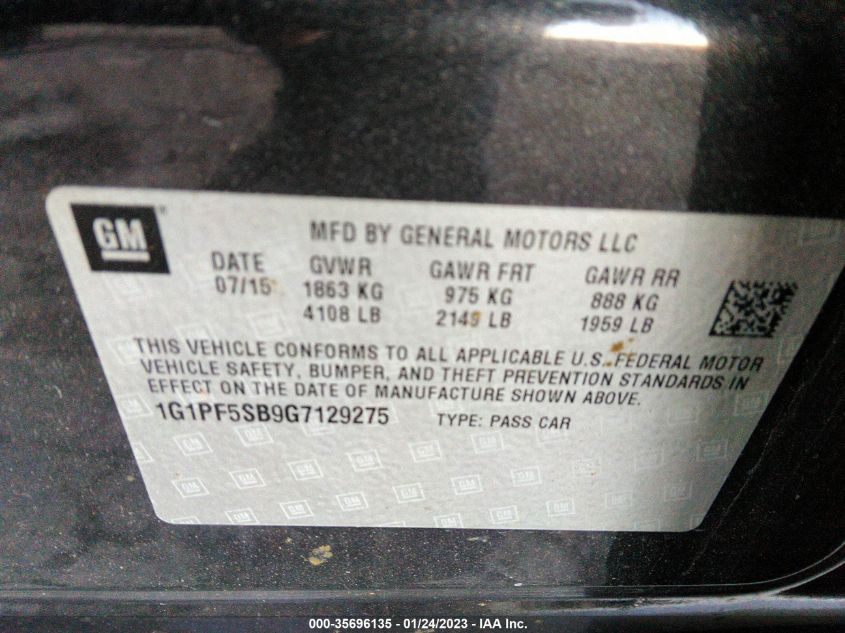 GM
MFD BY GENERAL MOTORS LLC
DATE GVWR GAWR FRT GAWR RR
07/15 1863 KG 975 KG 888 KG
4108 LB 2149 LB 1959 LB
THIS VEHICLE CONFORMS TO ALL APPLICABLE U.S. FEDERAL MOTOR
VEHICLE SAFETY, BUMPER, AND THEFT PREVENTION STANDARDS IN
EFFECT ON THE DATE OF MANUFACTURE SHOWN ABOVE.
1G1PF5SB9G7129275 TYPE: PASS CAR
000-35696135 - 01/24/2023 - IAA Inc.